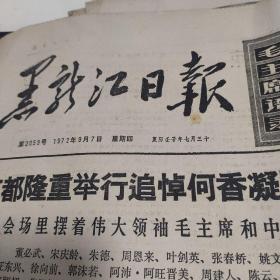 黑龙江日報
毛主席语录
第2059号 1972年9月7日 星期四 夏历壬子年七月三十
都隆重举行追悼何香凝
会场里摆着伟大领袖毛主席和中
董必武、宋庆龄、朱德、周恩来、叶剑英、张春桥、姚文
汪东兴、徐向前、郭沫若、阿沛·阿旺晋美、周建人、陈云